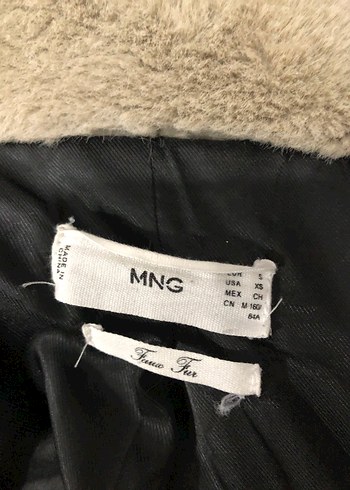 MADE IN
CHINA
MNG
EUR S
USA XS
MEX CH
CN M 160/
84A
Faux Fur